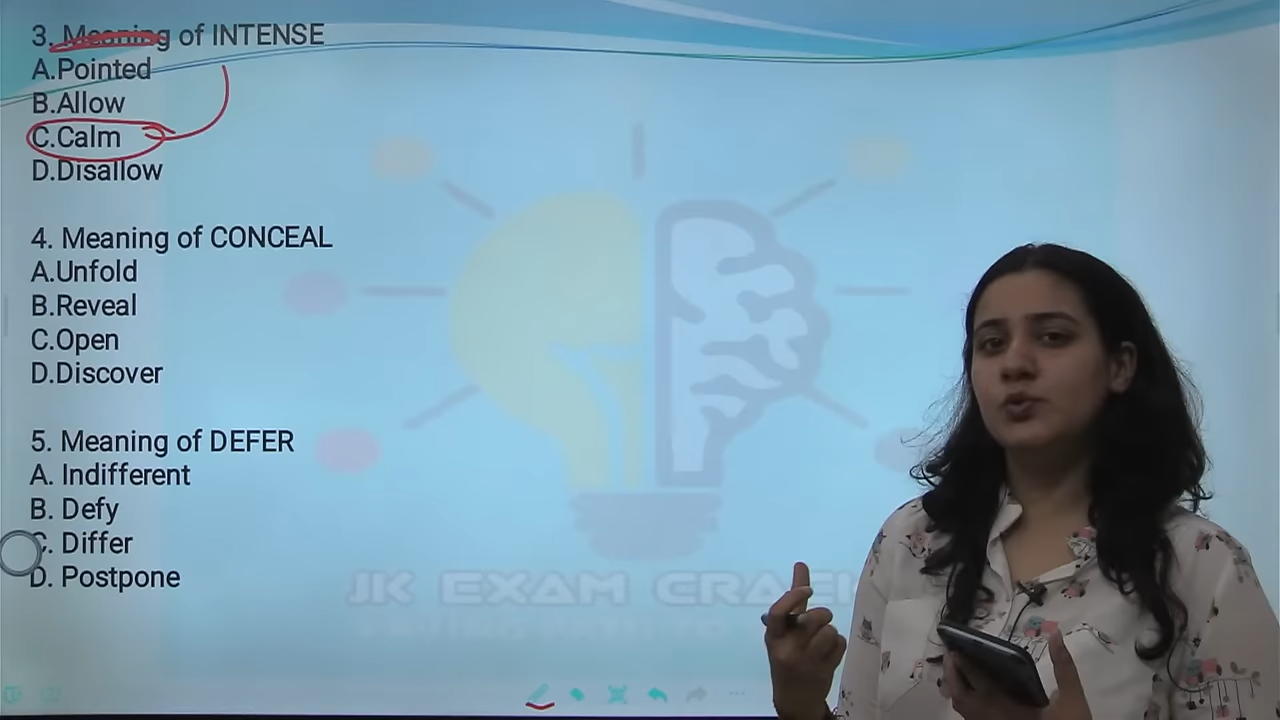 3. Meaning of INTENSE
A.Pointed
B.Allow
C.Calm
D.Disallow
4. Meaning of CONCEAL
A.Unfold
B.Reveal
C.Open
D.Discover
5. Meaning of DEFER
A. Indifferent
B. Defy
C. Differ
D. Postpone
JK EXAM